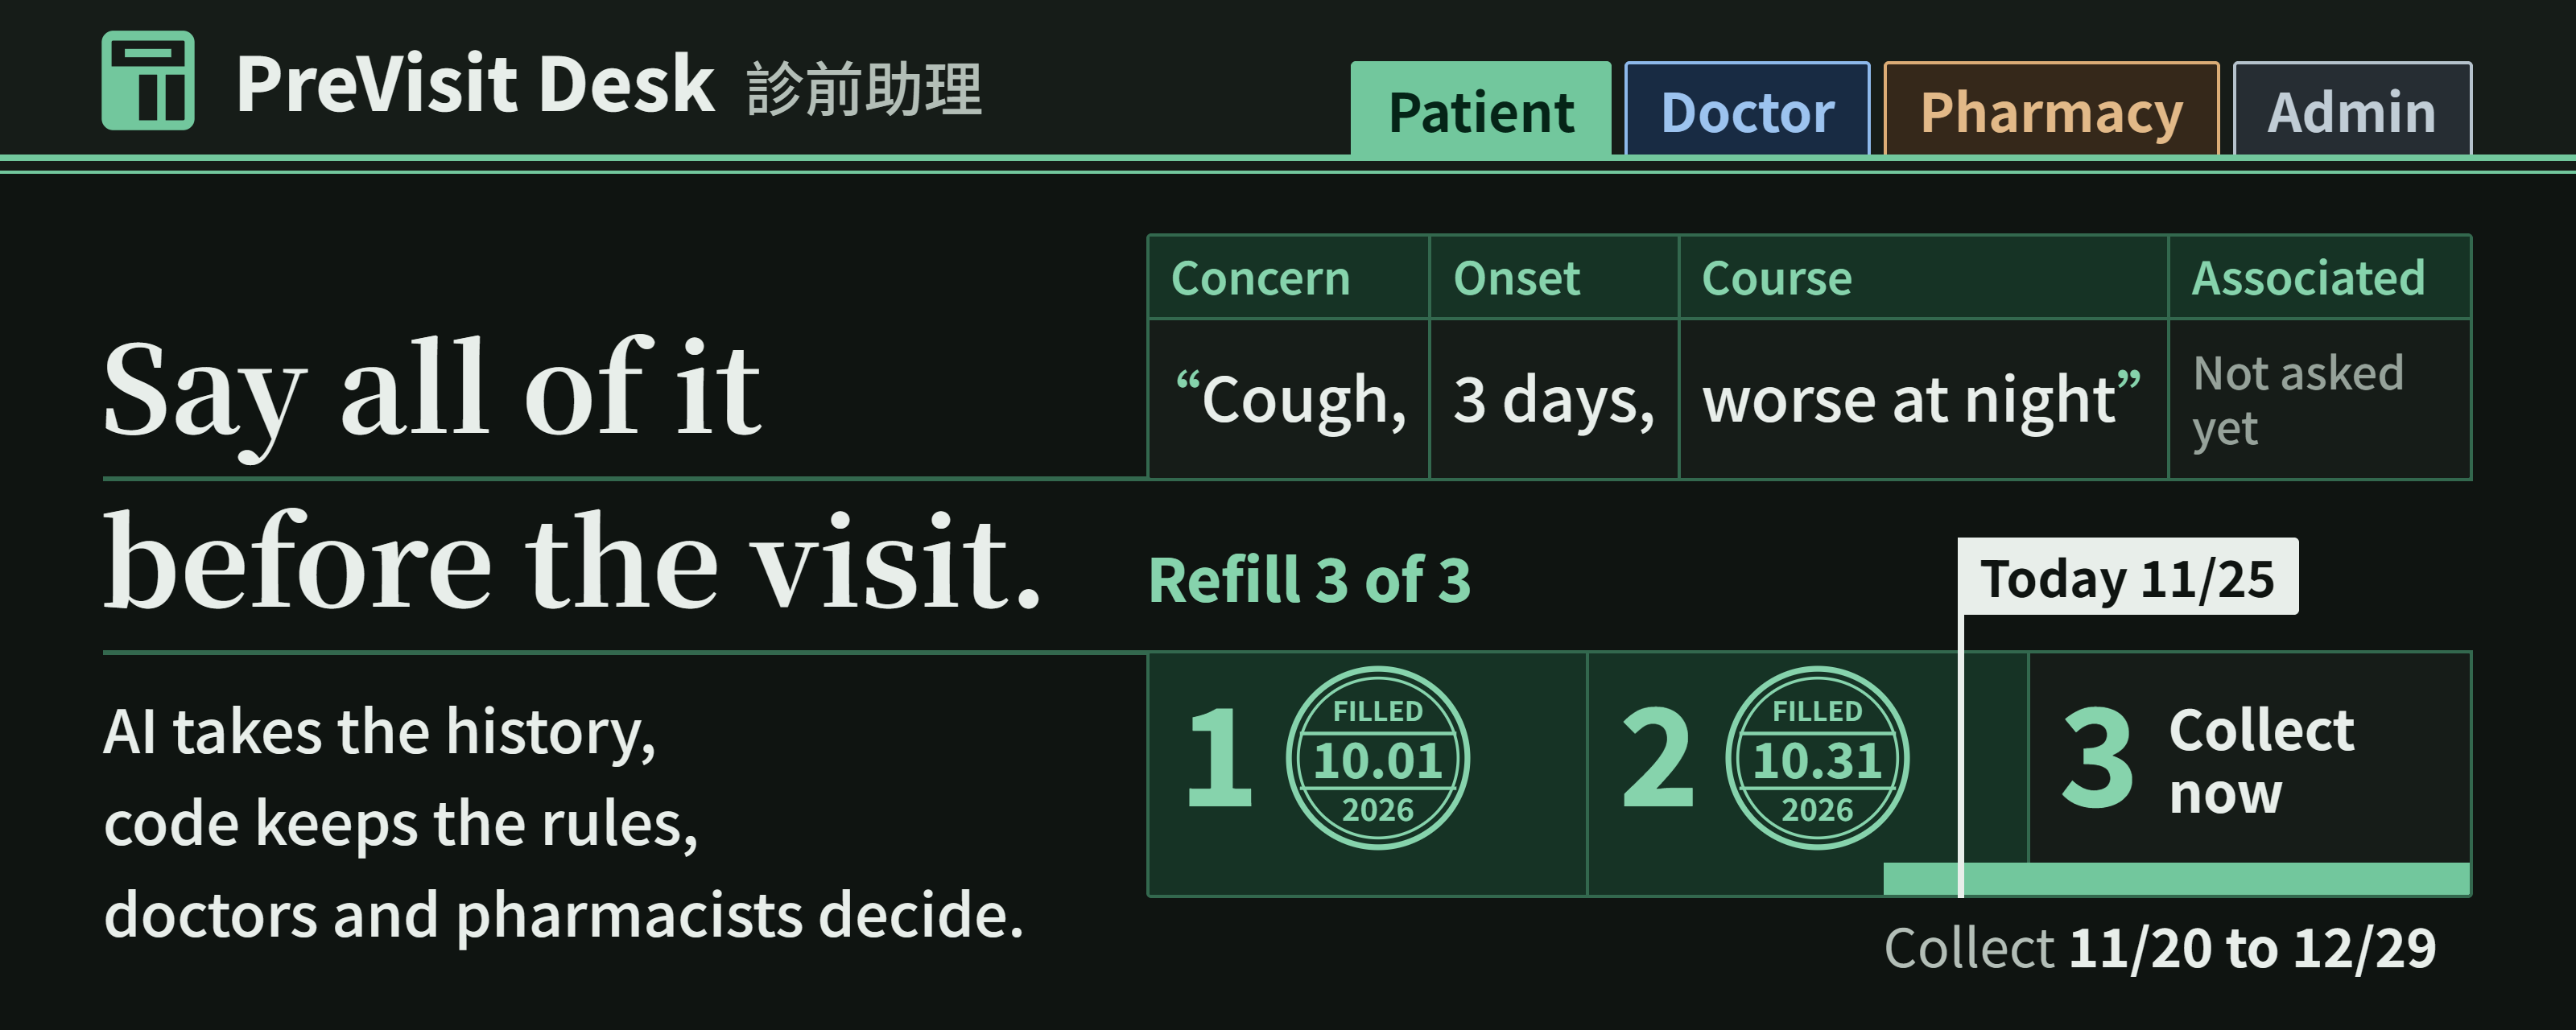 PreVisit Desk 診前助理
Patient Doctor Pharmacy Admin
Say all of it
before the visit.
AI takes the history,
code keeps the rules,
doctors and pharmacists decide.
Concern Onset Course Associated
“Cough, 3 days, worse at night” Not asked
yet
Refill 3 of 3
Today 11/25
1 FILLED
10.01
2026
2 FILLED
10.31
2026
3 Collect
now
Collect 11/20 to 12/29